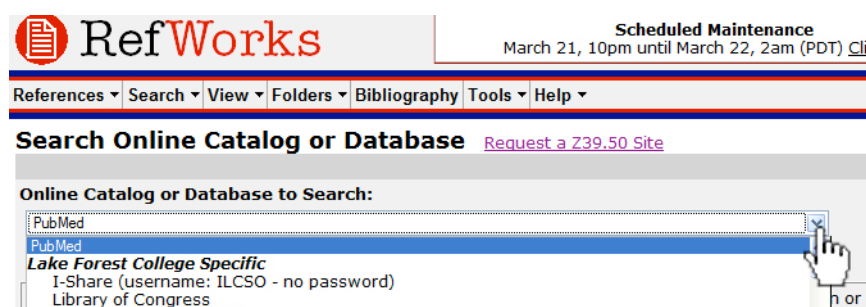 RefWorks
Scheduled Maintenance
March 21, 10pm until March 22, 2am (PDT)
References Search View Folders Bibliography Tools Help
Search Online Catalog or Database Request a Z39.50 Site
Online Catalog or Database to Search:
PubMed
PubMed
Lake Forest College Specific
I-Share (username: ILCSO - no password)
Library of Congress
or